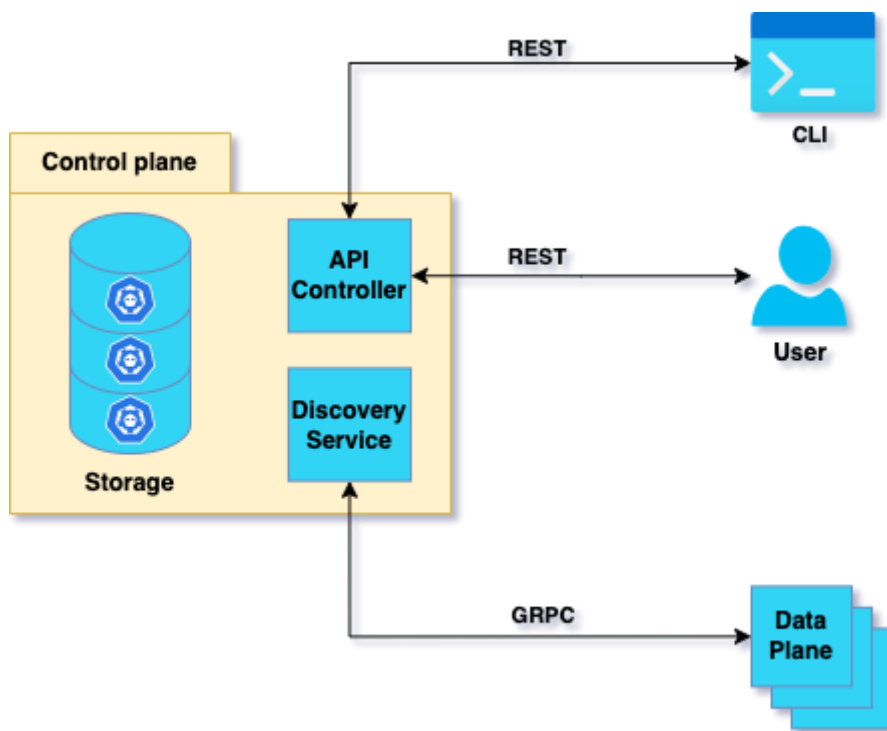 REST
CLI
Control plane
API
Controller
REST
User
Discovery
Service
Storage
GRPC
Data
Plane